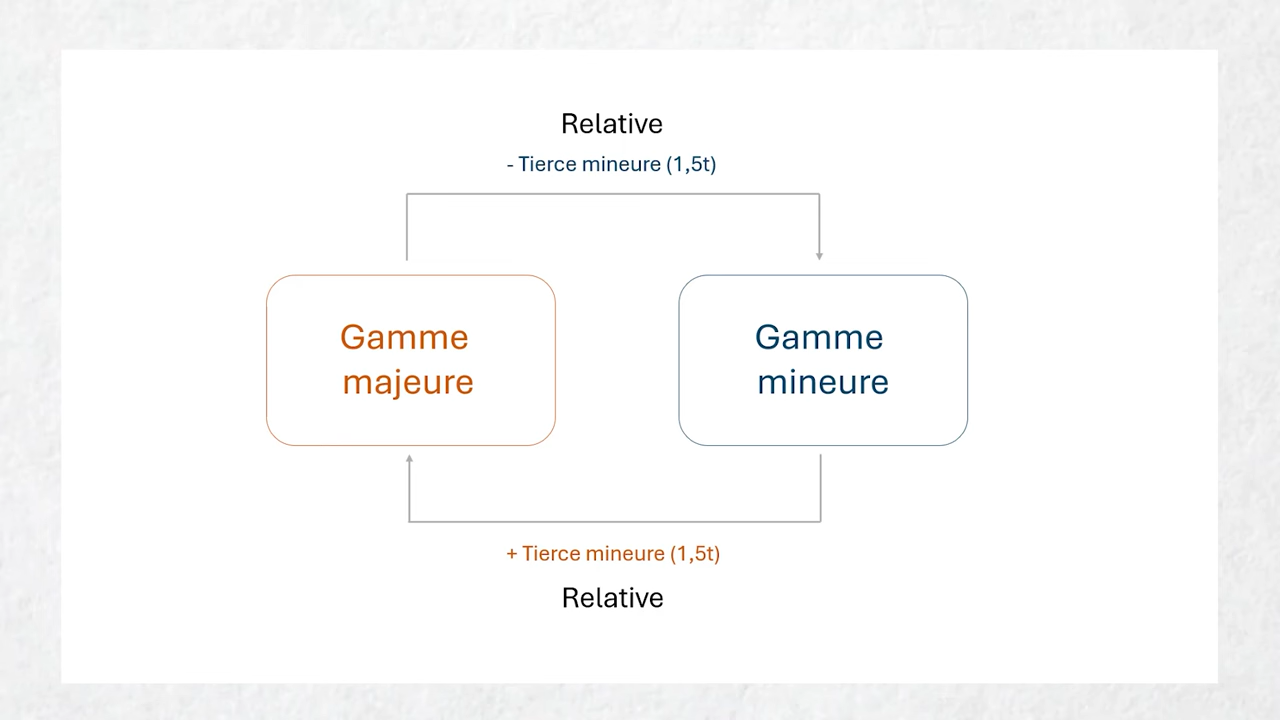 Relative
- Tierce mineure (1,5t)
Gamme
majeure
Gamme
mineure
+ Tierce mineure (1,5t)
Relative